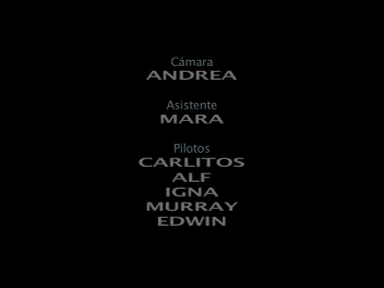 Cámara
ANDREA
Asistente
MARA
Pilotos
CARLITOS
ALF
IGNA
MURRAY
EDWIN